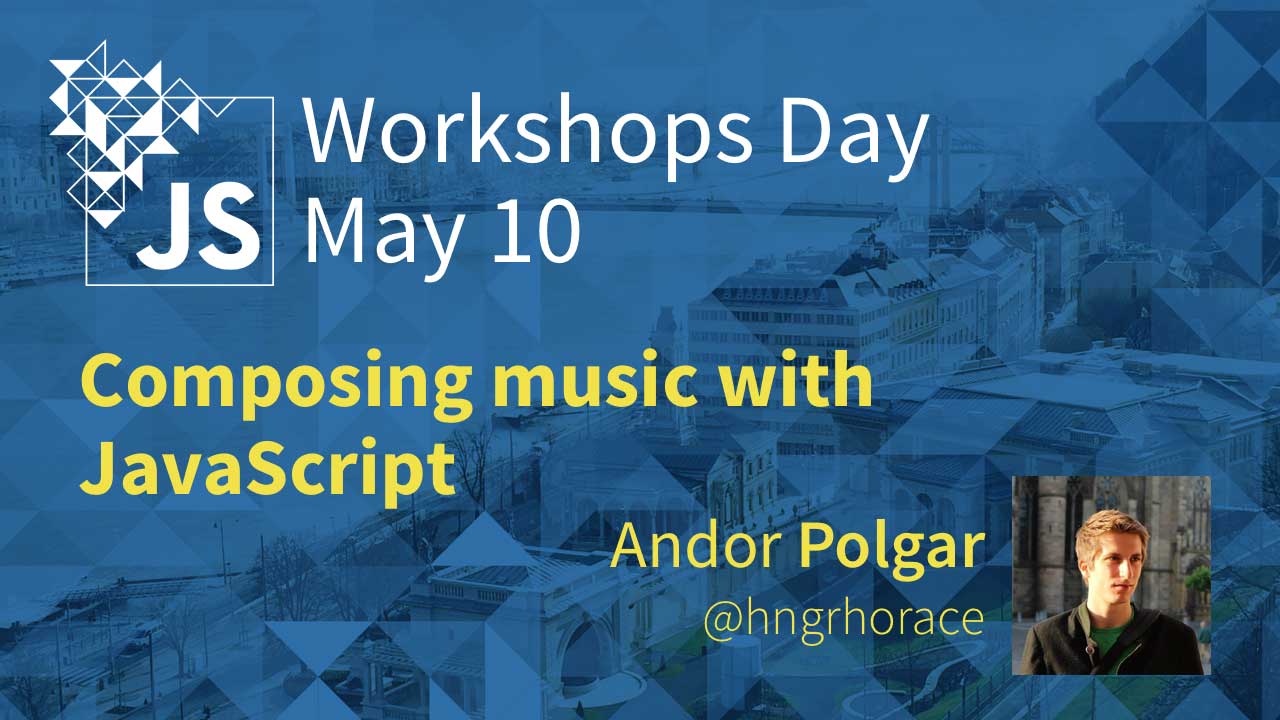 JS
Workshops Day
May 10
Composing music with
JavaScript
Andor Polgar
@hngrhorace